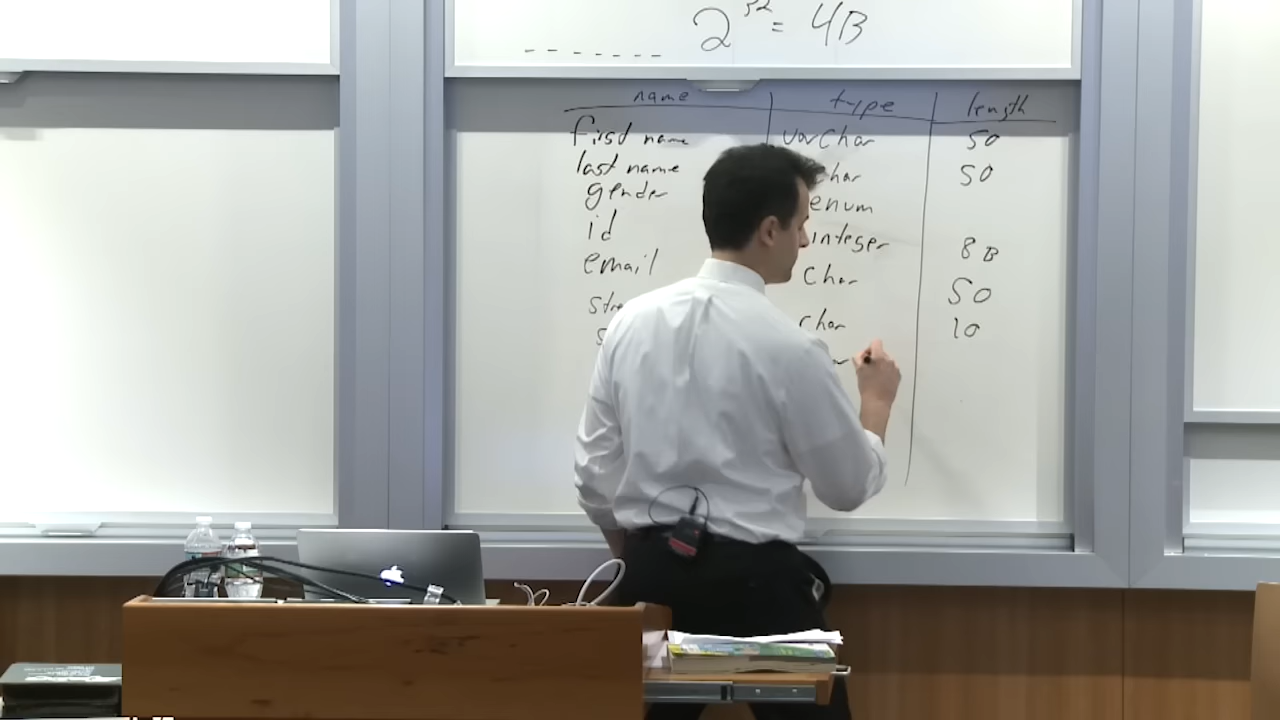 2^32 = 4B
name type length
first name varchar 50
last name char 50
gender enum
id integer 8 B
email char 50
char 10